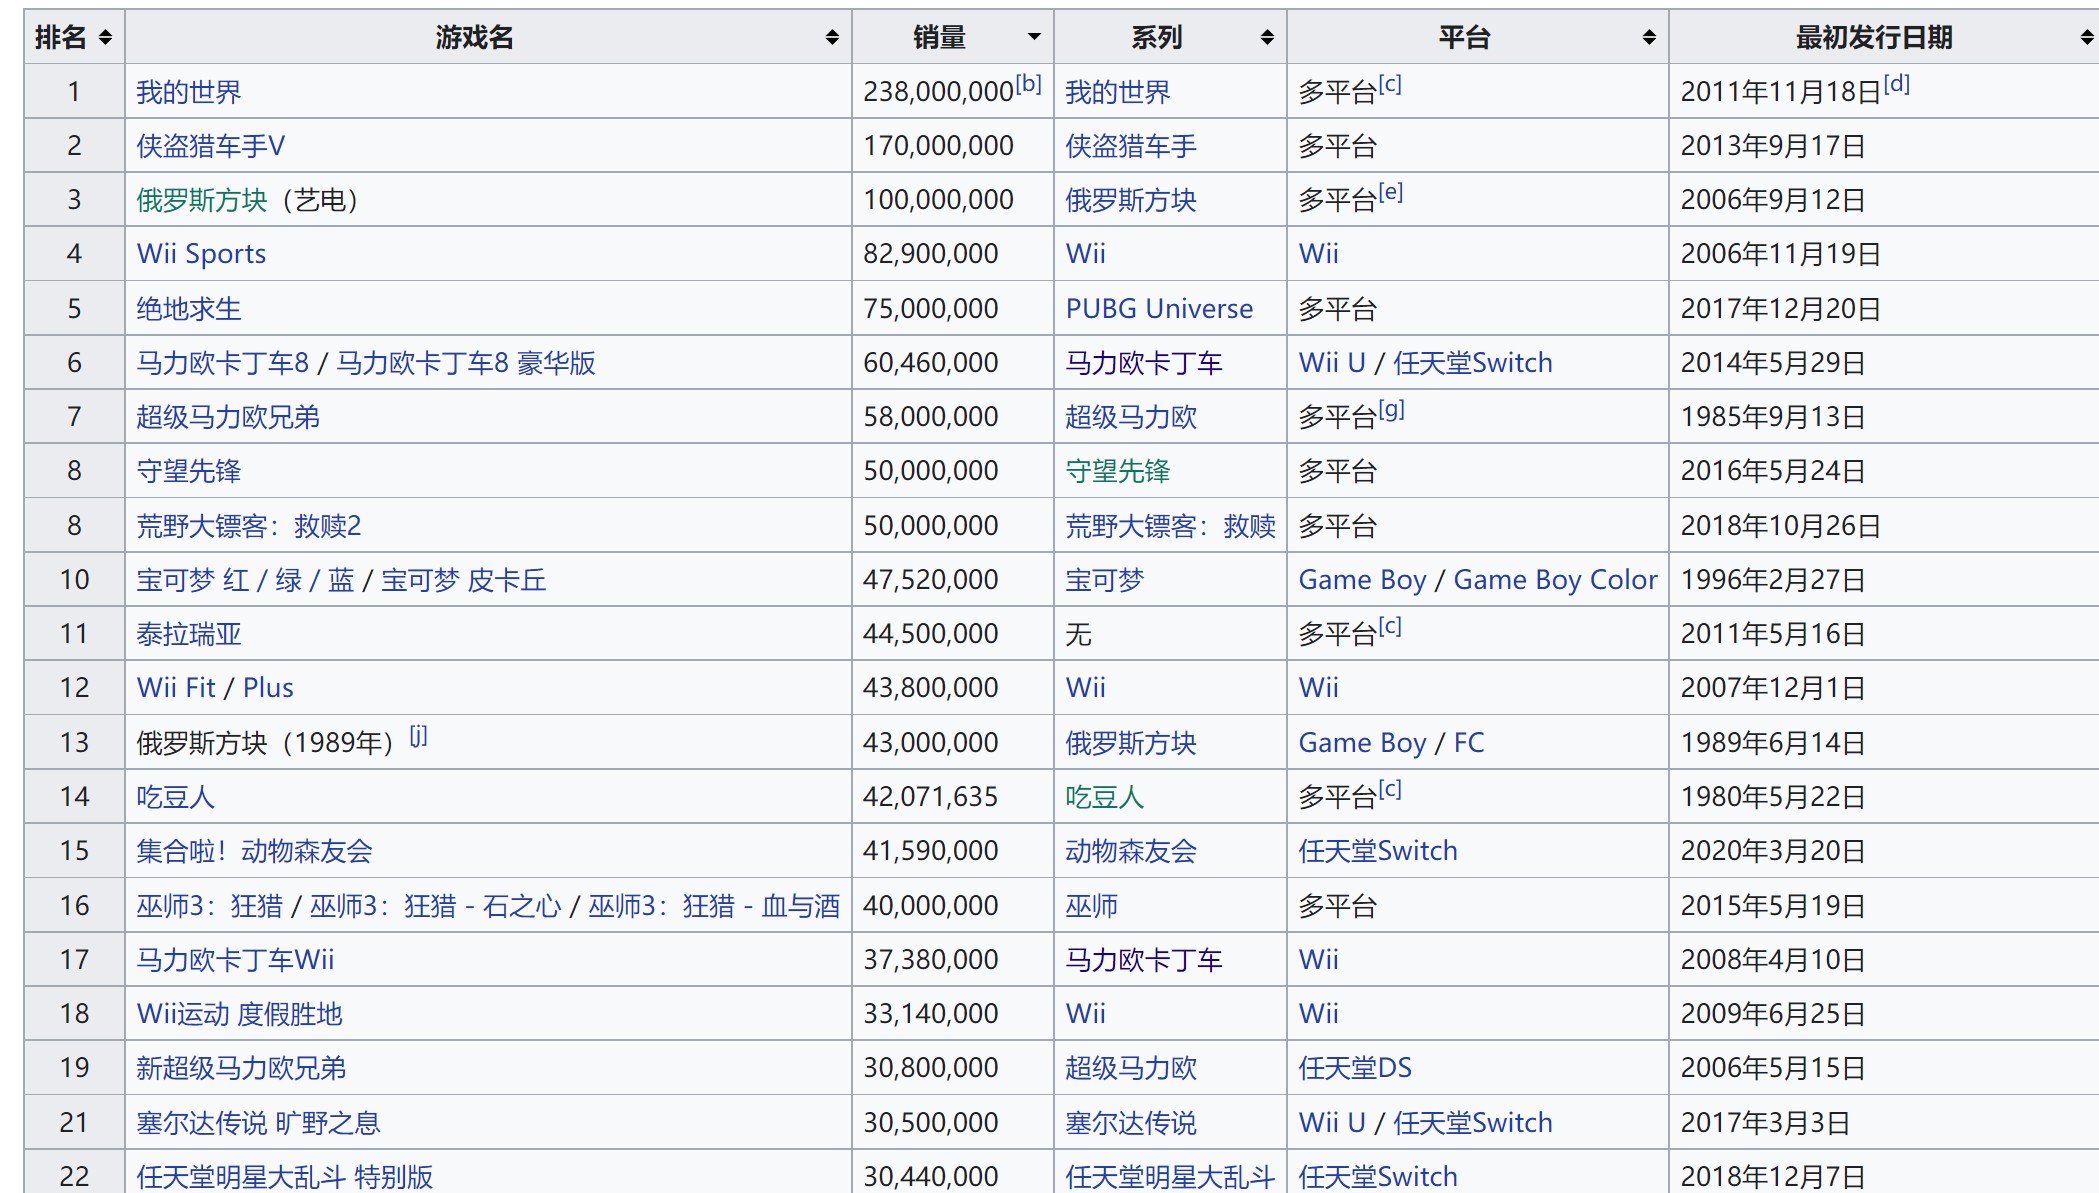 排名 游戏名 销量 系列 平台 最初发行日期
1 我的世界 238,000,000[b] 我的世界 多平台[c] 2011年11月18日[d]
2 侠盗猎车手V 170,000,000 侠盗猎车手 多平台 2013年9月17日
3 俄罗斯方块（艺电） 100,000,000 俄罗斯方块 多平台[e] 2006年9月12日
4 Wii Sports 82,900,000 Wii Wii 2006年11月19日
5 绝地求生 75,000,000 PUBG Universe 多平台 2017年12月20日
6 马力欧卡丁车8 / 马力欧卡丁车8 豪华版 60,460,000 马力欧卡丁车 Wii U / 任天堂Switch 2014年5月29日
7 超级马力欧兄弟 58,000,000 超级马力欧 多平台[g] 1985年9月13日
8 守望先锋 50,000,000 守望先锋 多平台 2016年5月24日
8 荒野大镖客：救赎2 50,000,000 荒野大镖客：救赎 多平台 2018年10月26日
10 宝可梦 红 / 绿 / 蓝 / 宝可梦 皮卡丘 47,520,000 宝可梦 Game Boy / Game Boy Color 1996年2月27日
11 泰拉瑞亚 44,500,000 无 多平台[c] 2011年5月16日
12 Wii Fit / Plus 43,800,000 Wii Wii 2007年12月1日
13 俄罗斯方块（1989年）[j] 43,000,000 俄罗斯方块 Game Boy / FC 1989年6月14日
14 吃豆人 42,071,635 吃豆人 多平台[c] 1980年5月22日
15 集合啦！动物森友会 41,590,000 动物森友会 任天堂Switch 2020年3月20日
16 巫师3：狂猎 / 巫师3：狂猎 - 石之心 / 巫师3：狂猎 - 血与酒 40,000,000 巫师 多平台 2015年5月19日
17 马力欧卡丁车Wii 37,380,000 马力欧卡丁车 Wii 2008年4月10日
18 Wii运动 度假胜地 33,140,000 Wii Wii 2009年6月25日
19 新超级马力欧兄弟 30,800,000 超级马力欧 任天堂DS 2006年5月15日
21 塞尔达传说 旷野之息 30,500,000 塞尔达传说 Wii U / 任天堂Switch 2017年3月3日
22 任天堂明星大乱斗 特别版 30,440,000 任天堂明星大乱斗 任天堂Switch 2018年12月7日